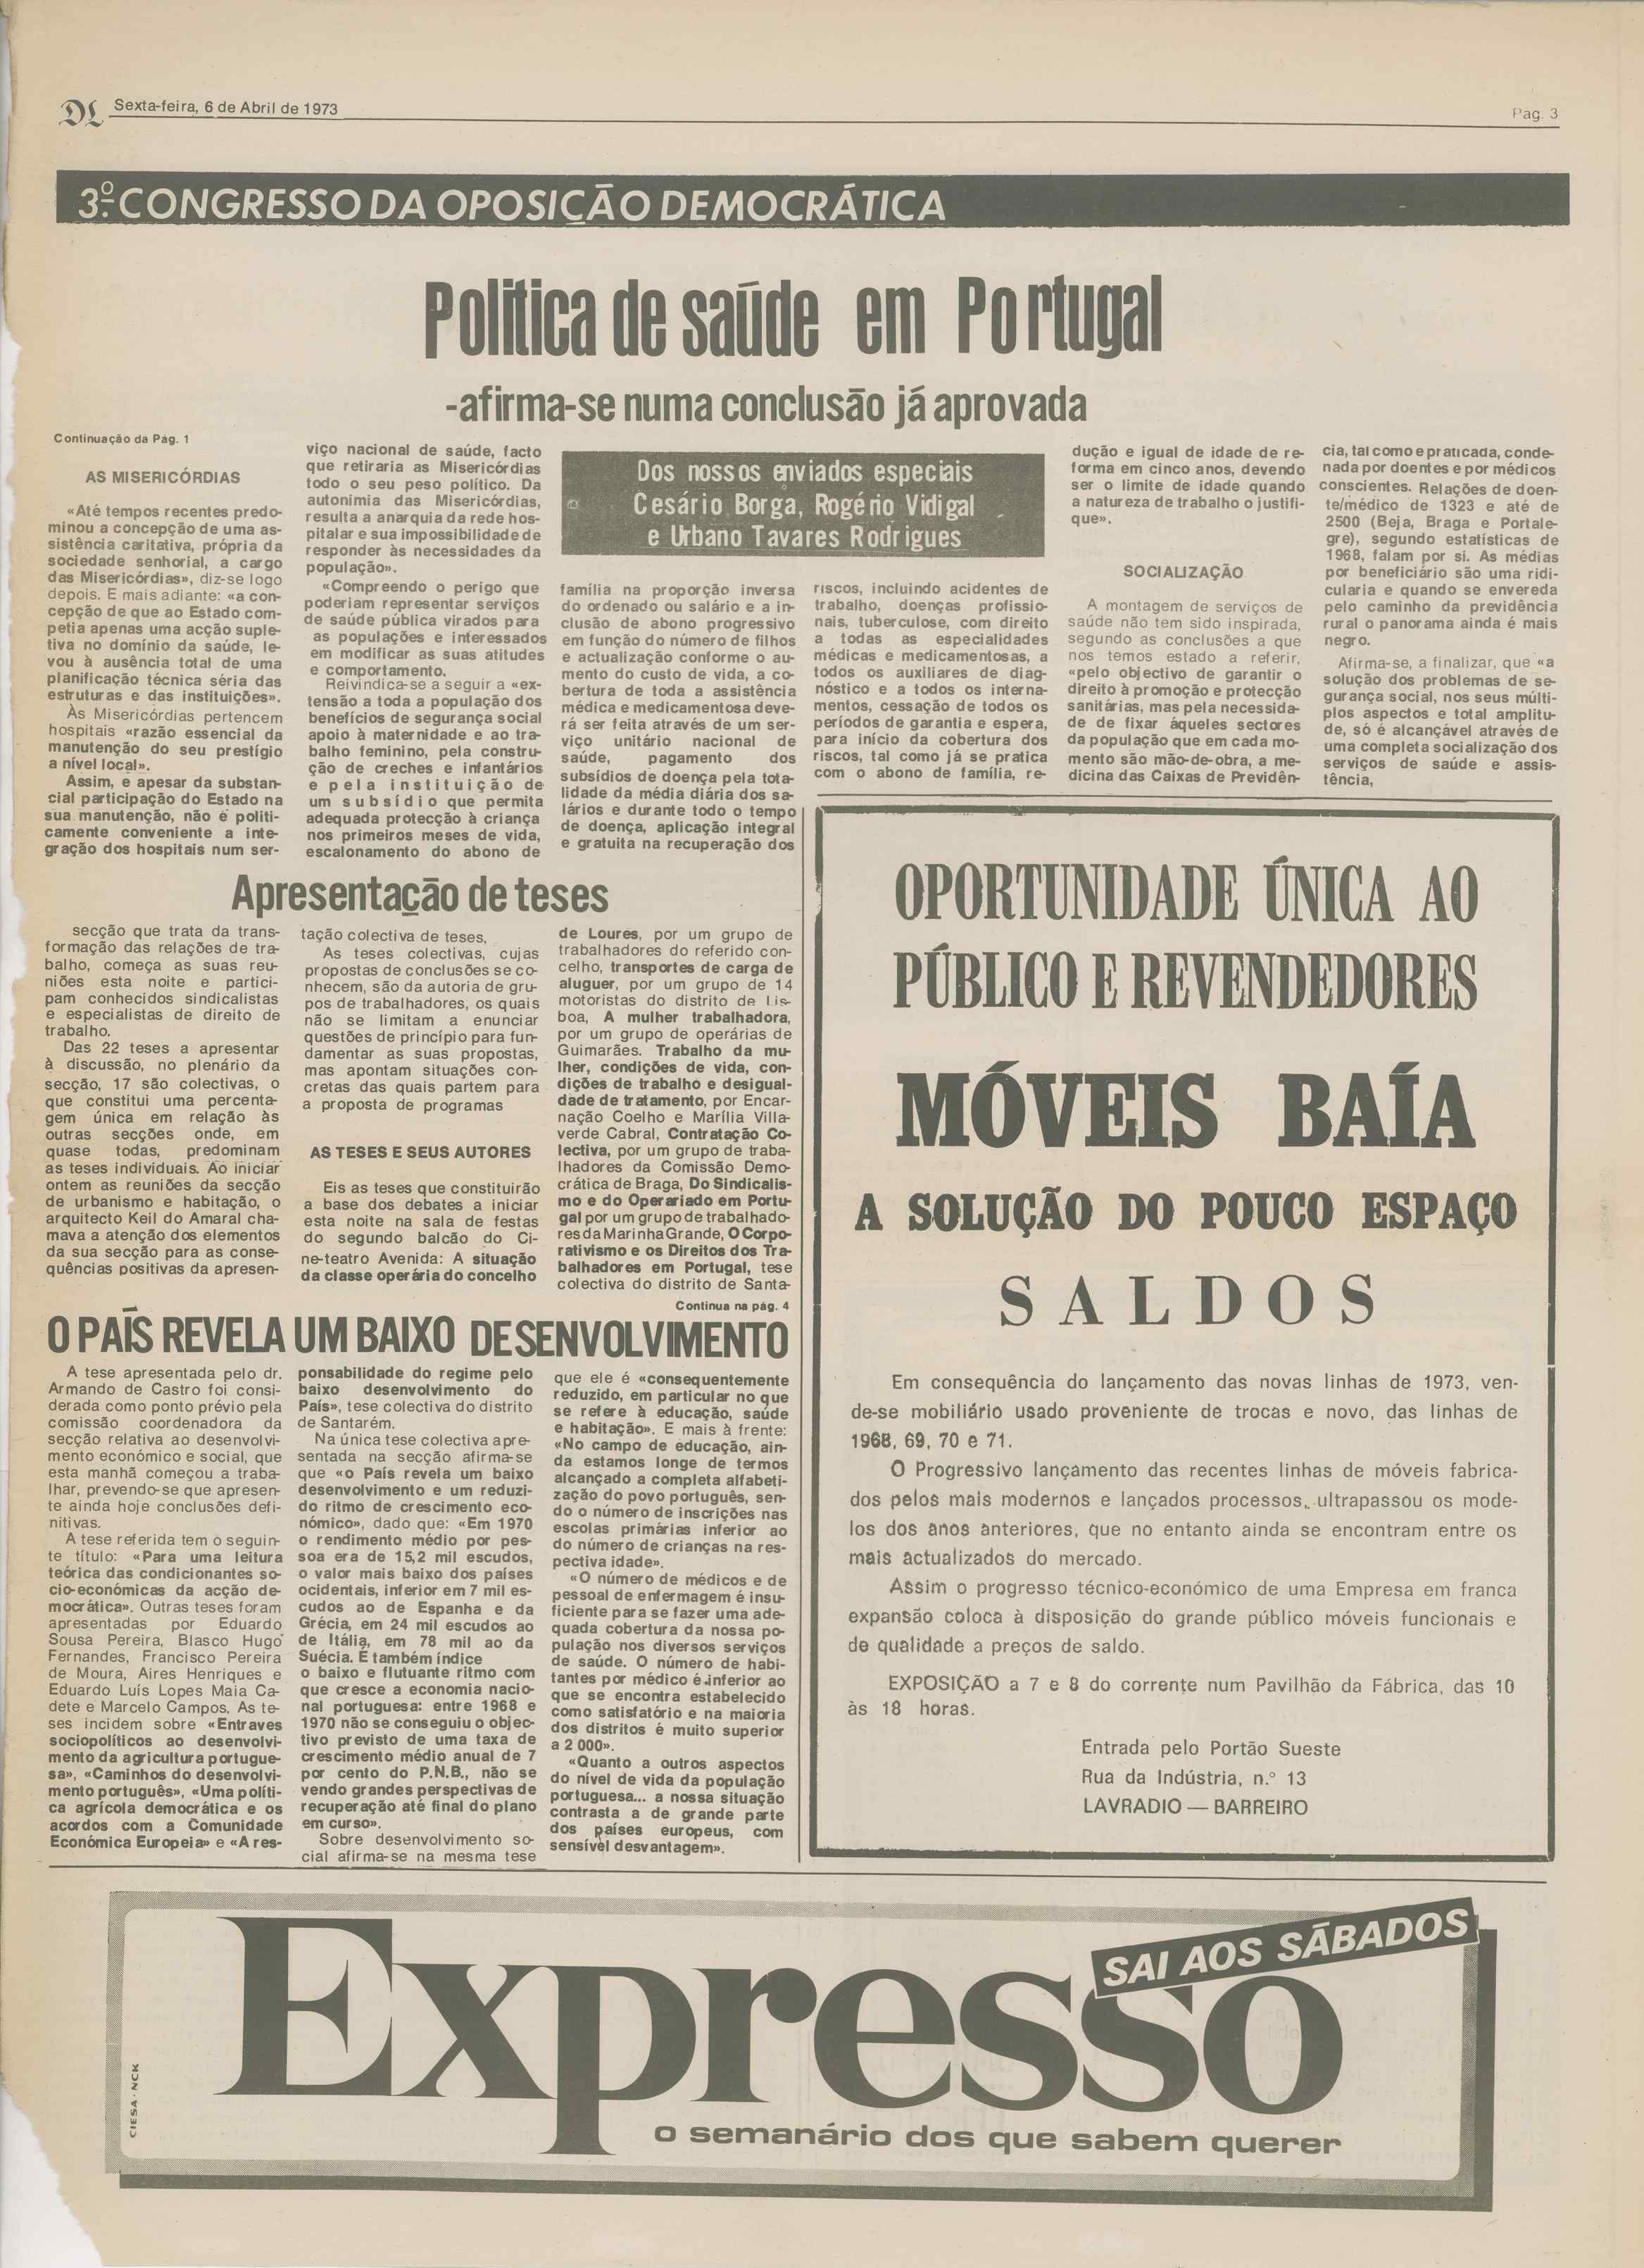 DL Sexta-feira, 6 de Abril de 1973
Pag. 3
3.º CONGRESSO DA OPOSIÇÃO DEMOCRÁTICA
Politica de saúde em Portugal
-afirma-se numa conclusão já aprovada
Continuação da Pág. 1
AS MISERICÓRDIAS
«Até tempos recentes predo-
minou a concepção de uma as-
sistência caritativa, própria da
sociedade senhorial, a cargo
das Misericórdias», diz-se logo
depois. E mais adiante: «a con-
cepção de que ao Estado com-
petia apenas uma acção suple-
tiva no domínio da saúde, le-
vou à ausência total de uma
planificação técnica séria das
estruturas e das instituições».
Às Misericórdias pertencem
hospitais «razão essencial da
manutenção do seu prestígio
a nível local».
Assim, e apesar da substan-
cial participação do Estado na
sua manutenção, não é politi-
camente conveniente a inte-
gração dos hospitais num ser-
viço nacional de saúde, facto
que retiraria as Misericórdias
todo o seu peso político. Da
autonimia das Misericórdias,
resulta a anarquia da rede hos-
pitalar e sua impossibilidade de
responder às necessidades da
população».
«Compreendo o perigo que
poderiam representar serviços
de saúde pública virados para
as populações e interessados
em modificar as suas atitudes
e comportamento.
Reivindica-se a seguir a «ex-
tensão a toda a população dos
benefícios de segurança social
apoio à maternidade e ao tra-
balho feminino, pela constru-
ção de creches e infantários
e pela instituição de
um subsídio que permita
adequada protecção à criança
nos primeiros meses de vida,
escalonamento do abono de
Dos nossos enviados especiais
Cesário Borga, Rogério Vidigal
e Urbano Tavares Rodrigues
família na proporção inversa
do ordenado ou salário e a in-
clusão de abono progressivo
em função do número de filhos
e actualização conforme o au-
mento do custo de vida, a co-
bertura de toda a assistência
médica e medicamentosa deve-
rá ser feita através de um ser-
viço unitário nacional de
saúde, pagamento dos
subsídios de doença pela tota-
lidade da média diária dos sa-
lários e durante todo o tempo
de doença, aplicação integral
e gratuita na recuperação dos
riscos, incluindo acidentes de
trabalho, doenças profissio-
nais, tuberculose, com direito
a todas as especialidades
médicas e medicamentosas, a
todos os auxiliares de diag-
nóstico e a todos os interna-
mentos, cessação de todos os
períodos de garantia e espera,
para início da cobertura dos
riscos, tal como já se pratica
com o abono de família, re-
dução e igual de idade de re-
forma em cinco anos, devendo
ser o limite de idade quando
a natureza de trabalho o justifi-
que».
SOCIALIZAÇÃO
A montagem de serviços de
saúde não tem sido inspirada,
segundo as conclusões a que
nos temos estado a referir,
«pelo objectivo de garantir o
direito à promoção e protecção
sanitárias, mas pela necessida-
de de fixar áqueles sectores
da população que em cada mo-
mento são mão-de-obra, a me-
dicina das Caixas de Previdên-
cia, tal como e praticada, conde-
nada por doentes e por médicos
conscientes. Relações de doen-
te/médico de 1323 e até de
2500 (Beja, Braga e Portale-
gre), segundo estatísticas de
1968, falam por si. As médias
por beneficiário são uma ridi-
cularia e quando se envereda
pelo caminho da previdência
rural o panorama ainda é mais
negro.
Afirma-se, a finalizar, que «a
solução dos problemas de se-
gurança social, nos seus múlti-
plos aspectos e total amplitu-
de, só é alcançável através de
uma completa socialização dos
serviços de saúde e assis-
tência,
Apresentação de teses
secção que trata da trans-
formação das relações de tra-
balho, começa as suas reu-
niões esta noite e partici-
pam conhecidos sindicalistas
e especialistas de direito de
trabalho.
Das 22 teses a apresentar
à discussão, no plenário da
secção, 17 são colectivas, o
que constitui uma percenta-
gem única em relação às
outras secções onde, em
quase todas, predominam
as teses individuais. Ao iniciar
ontem as reuniões da secção
de urbanismo e habitação, o
arquitecto Keil do Amaral cha-
mava a atenção dos elementos
da sua secção para as conse-
quências positivas da apresen-
tação colectiva de teses,
As teses colectivas, cujas
propostas de conclusões se co-
nhecem, são da autoria de gru-
pos de trabalhadores, os quais
não se limitam a enunciar
questões de princípio para fun-
damentar as suas propostas,
mas apontam situações con-
cretas das quais partem para
a proposta de programas
AS TESES E SEUS AUTORES
Eis as teses que constituirão
a base dos debates a iniciar
esta noite na sala de festas
do segundo balcão do Ci-
ne-teatro Avenida: A situação
da classe operária do concelho
de Loures, por um grupo de
trabalhadores do referido con-
celho, transportes de carga de
aluguer, por um grupo de 14
motoristas do distrito de Lis-
boa, A mulher trabalhadora,
por um grupo de operárias de
Guimarães. Trabalho da mu-
lher, condições de vida, con-
dições de trabalho e desigual-
dade de tratamento, por Encar-
nação Coelho e Marília Villa-
verde Cabral, Contratação Co-
lectiva, por um grupo de traba-
lhadores da Comissão Demo-
crática de Braga, Do Sindicalis-
mo e do Operariado em Portu-
gal por um grupo de trabalhado-
res da Marinha Grande, O Corpo-
rativismo e os Direitos dos Tra-
balhadores em Portugal, tese
colectiva do distrito de Santa-
Continua na pág. 4
O PAÍS REVELA UM BAIXO DESENVOLVIMENTO
A tese apresentada pelo dr.
Armando de Castro foi consi-
derada como ponto prévio pela
comissão coordenadora da
secção relativa ao desenvolvi-
mento económico e social, que
esta manhã começou a traba-
lhar, prevendo-se que apresen-
te ainda hoje conclusões defi-
nitivas.
A tese referida tem o seguin-
te título: «Para uma leitura
teórica das condicionantes so-
cio-económicas da acção de-
mocrática». Outras teses foram
apresentadas por Eduardo
Sousa Pereira, Blasco Hugo
Fernandes, Francisco Pereira
de Moura, Aires Henriques e
Eduardo Luís Lopes Maia Ca-
dete e Marcelo Campos. As te-
ses incidem sobre «Entraves
sociopolíticos ao desenvolvi-
mento da agricultura portugue-
sa», «Caminhos do desenvolvi-
mento português», «Uma políti-
ca agrícola democrática e os
acordos com a Comunidade
Económica Europeia» e «A res-
ponsabilidade do regime pelo
baixo desenvolvimento do
País», tese colectiva do distrito
de Santarém.
Na única tese colectiva apre-
sentada na secção afirma-se
que «o País revela um baixo
desenvolvimento e um reduzi-
do ritmo de crescimento eco-
nómico», dado que: «Em 1970
o rendimento médio por pes-
soa era de 15,2 mil escudos,
o valor mais baixo dos países
ocidentais, inferior em 7 mil es-
cudos ao de Espanha e da
Grécia, em 24 mil escudos ao
de Itália, em 78 mil ao da
Suécia. E também índice
o baixo e flutuante ritmo com
que cresce a economia nacio-
nal portuguesa: entre 1968 e
1970 não se conseguiu o objec-
tivo previsto de uma taxa de
crescimento médio anual de 7
por cento do P.N.B., não se
vendo grandes perspectivas de
recuperação até final do plano
em curso».
Sobre desenvolvimento so-
cial afirma-se na mesma tese
que ele é «consequentemente
reduzido, em particular no que
se refere à educação, saúde
e habitação». E mais à frente:
«No campo de educação, ain-
da estamos longe de termos
alcançado a completa alfabeti-
zação do povo português, sen-
do o número de inscrições nas
escolas primárias inferior ao
do número de crianças na res-
pectiva idade».
«O número de médicos e de
pessoal de enfermagem é insu-
ficiente para se fazer uma ade-
quada cobertura da nossa po-
pulação nos diversos serviços
de saúde. O número de habi-
tantes por médico é inferior ao
que se encontra estabelecido
como satisfatório e na maioria
dos distritos é muito superior
a 2 000».
«Quanto a outros aspectos
do nível de vida da população
portuguesa... a nossa situação
contrasta a de grande parte
dos países europeus, com
sensível desvantagem».
OPORTUNIDADE ÚNICA AO
PÚBLICO E REVENDEDORES
MÓVEIS BAÍA
A SOLUÇÃO DO POUCO ESPAÇO
SALDOS
Em consequência do lançamento das novas linhas de 1973, ven-
de-se mobiliário usado proveniente de trocas e novo, das linhas de
1968, 69, 70 e 71.
O Progressivo lançamento das recentes linhas de móveis fabrica-
dos pelos mais modernos e lançados processos, ultrapassou os mode-
los dos anos anteriores, que no entanto ainda se encontram entre os
mais actualizados do mercado.
Assim o progresso técnico-económico de uma Empresa em franca
expansão coloca à disposição do grande público móveis funcionais e
de qualidade a preços de saldo.
EXPOSIÇÃO a 7 e 8 do corrente num Pavilhão da Fábrica, das 10
às 18 horas.
Entrada pelo Portão Sueste
Rua da Indústria, n.º 13
LAVRADIO — BARREIRO
SAI AOS SÁBADOS
Expresso
o semanário dos que sabem querer
CIESA-NCK